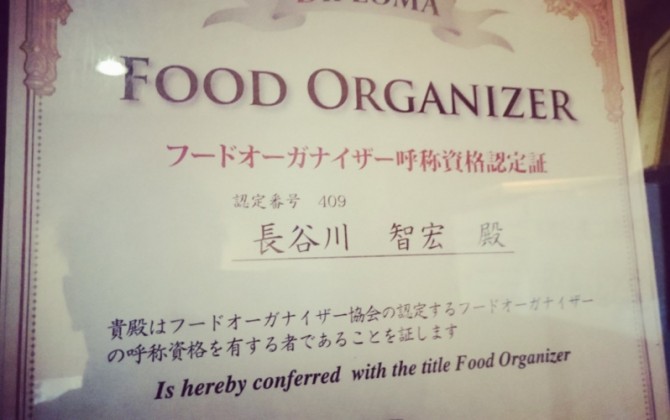 DIPLOMA
FOOD ORGANIZER
フードオーガナイザー呼称資格認定証
認定番号 409
長谷川 智宏 殿
貴殿はフードオーガナイザー協会の認定するフードオーガナイザー
の呼称資格を有する者であることを証します
Is hereby conferred with the title Food Organizer